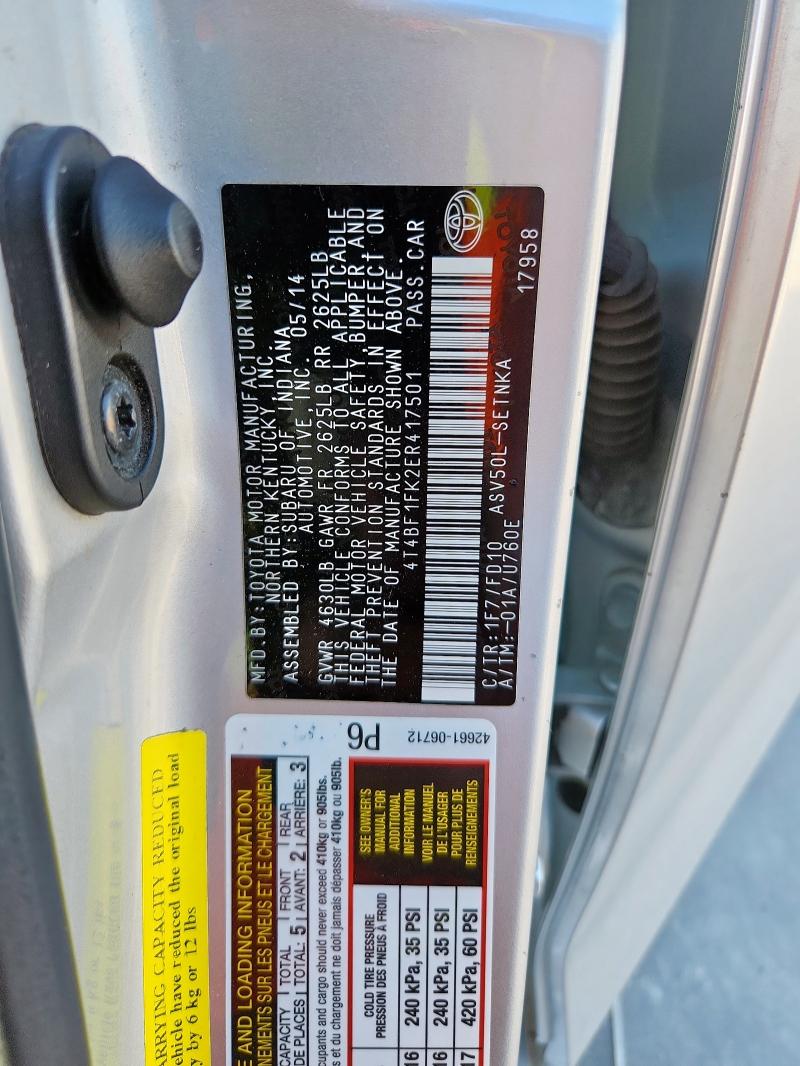 MFD BY: TOYOTA MOTOR MANUFACTURING,
NORTHERN KENTUCKY, INC.
ASSEMBLED BY: SUBARU OF INDIANA
AUTOMOTIVE, INC. 05/14
GVWR 4630LB GAWR FR 2625LB RR 2625LB
THIS VEHICLE CONFORMS TO ALL APPLICABLE
FEDERAL MOTOR VEHICLE SAFETY, BUMPER, AND
THEFT PREVENTION STANDARDS IN EFFECT ON
THE DATE OF MANUFACTURE SHOWN ABOVE.
4T4BF1FK2ER417501 PASS.CAR
C/TR: 1F7/FD10 ASV50L-SETNKA
A/TM: -01A/U760E 17958
CARRYING CAPACITY REDUCED
have reduced the original load
by 6 kg or 12 lbs
P6
42661-06712
AND LOADING INFORMATION
SUR LES PNEUS ET LE CHARGEMENT
CAPACITY TOTAL FRONT REAR
DE PLACES TOTAL: 5 AVANT: 2 ARRIÈRE: 3
and cargo should never exceed 410kg or 905lbs.
et du chargement ne doit jamais dépasser 410kg ou 905lb.
COLD TIRE PRESSURE
PRESSION DES PNEUS À FROID
240 kPa, 35 PSI
240 kPa, 35 PSI
420 kPa, 60 PSI
SEE OWNER'S
MANUAL FOR
ADDITIONAL
INFORMATION
VOIR LE MANUEL
DE L'USAGER
POUR PLUS DE
RENSEIGNEMENTS